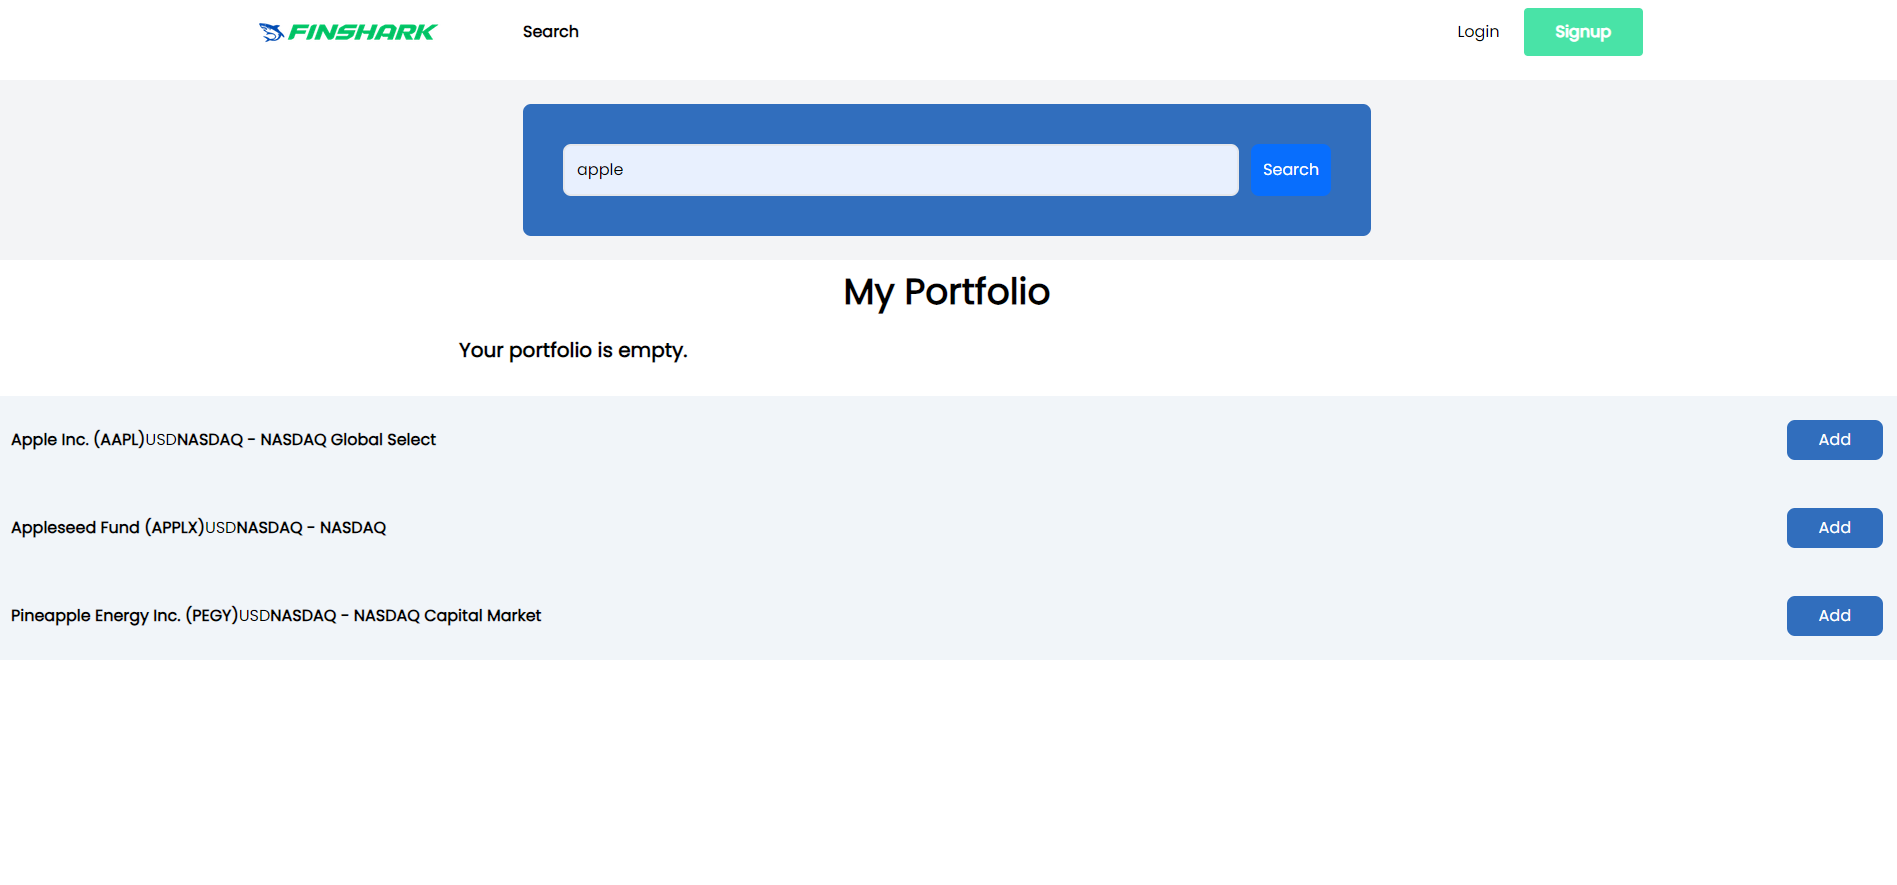 FINSHARK Search Login Signup
apple Search
My Portfolio
Your portfolio is empty.
Apple Inc. (AAPL)USDNASDAQ - NASDAQ Global Select Add
Appleseed Fund (APPLX)USDNASDAQ - NASDAQ Add
Pineapple Energy Inc. (PEGY)USDNASDAQ - NASDAQ Capital Market Add